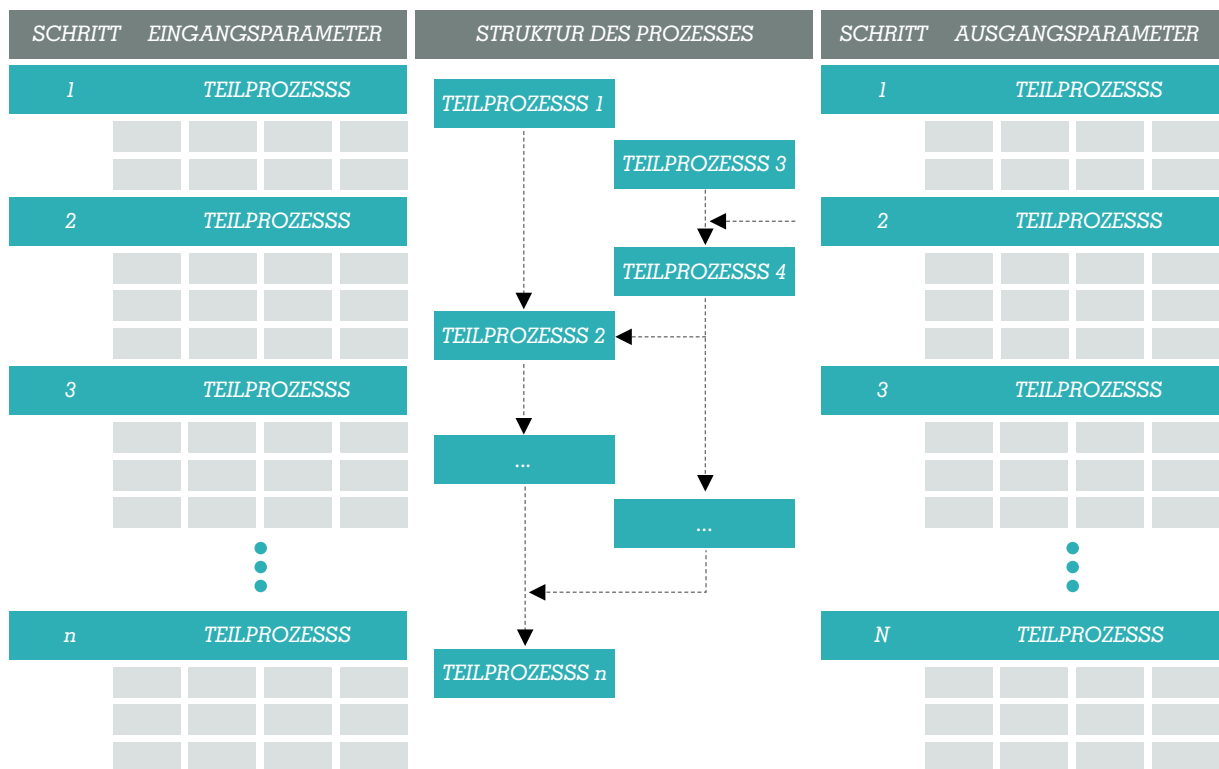 SCHRITT EINGANGSPARAMETER
1 TEILPROZESSS
2 TEILPROZESSS
3 TEILPROZESSS
n TEILPROZESSS
STRUKTUR DES PROZESSES
TEILPROZESSS 1
TEILPROZESSS 3
TEILPROZESSS 4
TEILPROZESSS 2
...
...
TEILPROZESSS n
SCHRITT AUSGANGSPARAMETER
1 TEILPROZESSS
2 TEILPROZESSS
3 TEILPROZESSS
N TEILPROZESSS